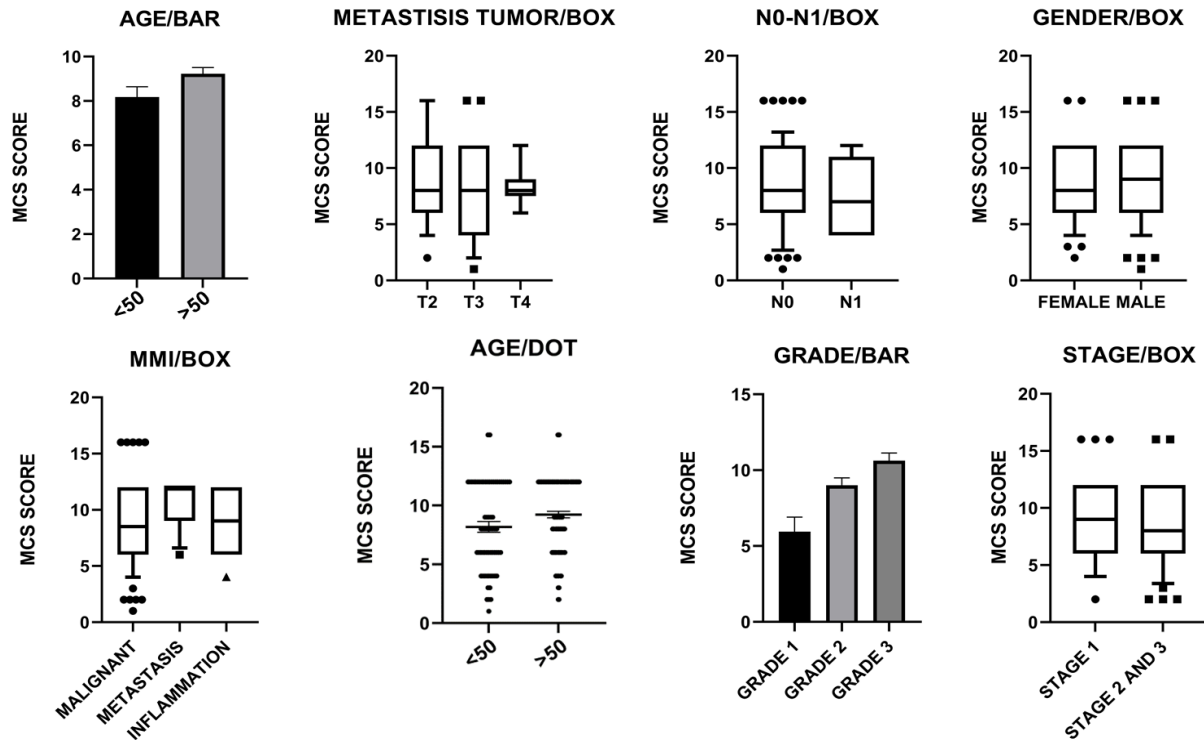 AGE/BAR
MCS SCORE
10
8
6
4
2
0
<50
>50
METASTISIS TUMOR/BOX
MCS SCORE
20
15
10
5
0
T2 T3 T4
N0-N1/BOX
MCS SCORE
20
15
10
5
0
N0 N1
GENDER/BOX
MCS SCORE
20
15
10
5
0
FEMALE MALE
MMI/BOX
MCS SCORE
20
15
10
5
0
MALIGNANT
METASTASIS
INFLAMMATION
AGE/DOT
MCS SCORE
20
15
10
5
0
<50
>50
GRADE/BAR
MCS SCORE
15
10
5
0
GRADE 1
GRADE 2
GRADE 3
STAGE/BOX
MCS SCORE
20
15
10
5
0
STAGE 1
STAGE 2 AND 3